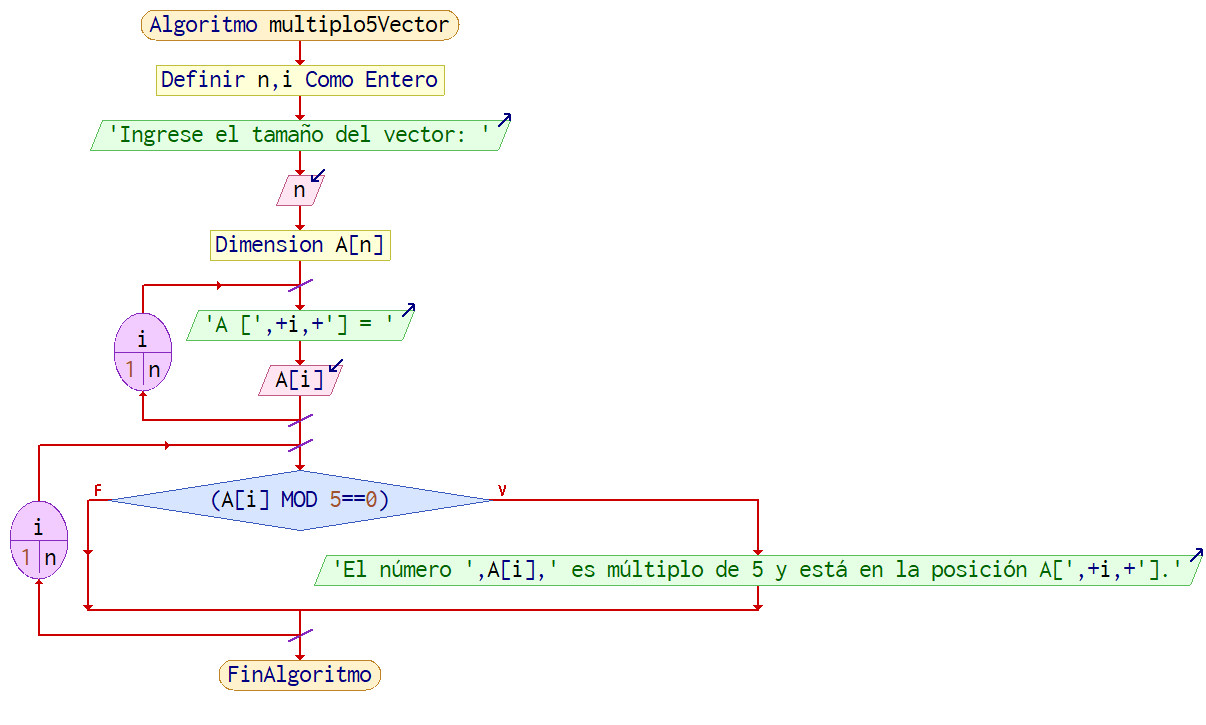 Algoritmo multiplo5Vector
Definir n,i Como Entero
'Ingrese el tamaño del vector: '
n
Dimension A[n]
'A [',+i,+'] = '
i
1 n
A[i]
F
(A[i] MOD 5==0)
V
i
1 n
'El número ',A[i],' es múltiplo de 5 y está en la posición A[',+i,+'].'
FinAlgoritmo